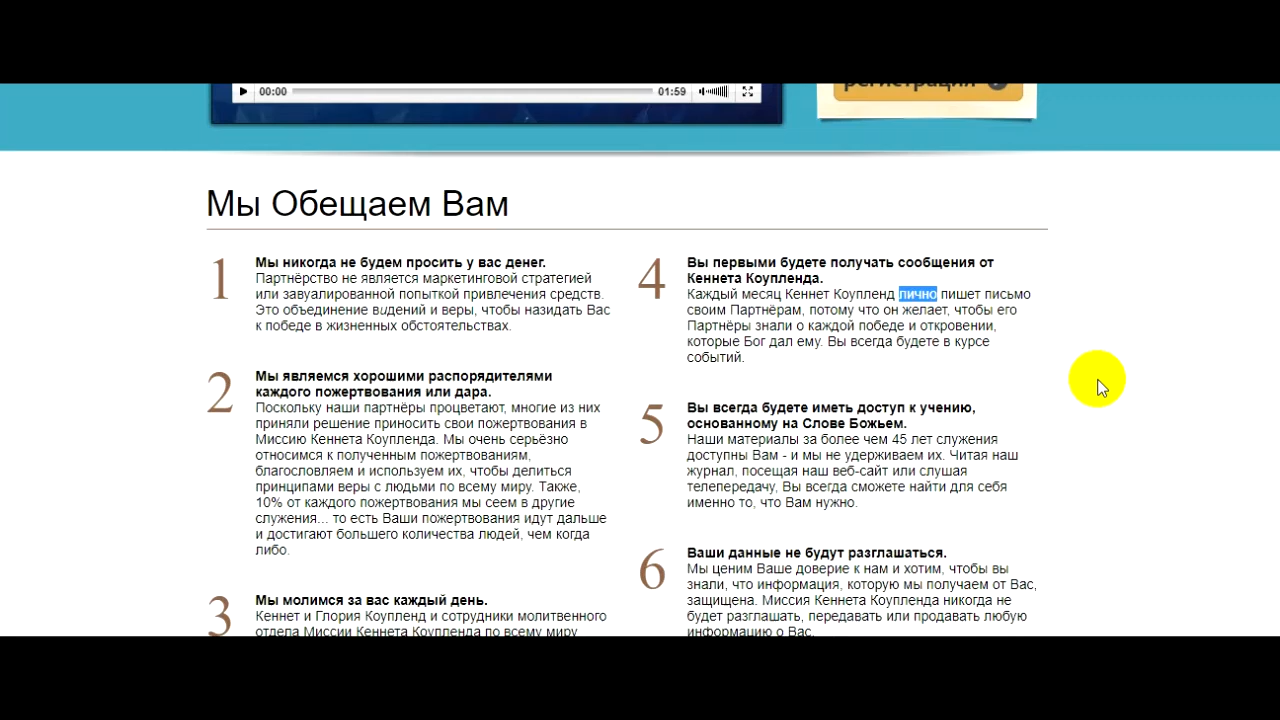 регистрации
00:00
01:59
Мы Обещаем Вам
1
Мы никогда не будем просить у вас денег.
Партнёрство не является маркетинговой стратегией
или завуалированной попыткой привлечения средств.
Это объединение видений и веры, чтобы назидать Вас
к победе в жизненных обстоятельствах.
2
Мы являемся хорошими распорядителями
каждого пожертвования или дара.
Поскольку наши партнёры процветают, многие из них
приняли решение приносить свои пожертвования в
Миссию Кеннета Коупленда. Мы очень серьёзно
относимся к полученным пожертвованиям,
благословляем и используем их, чтобы делиться
принципами веры с людьми по всему миру. Также,
10% от каждого пожертвования мы сеем в другие
служения... то есть Ваши пожертвования идут дальше
и достигают большего количества людей, чем когда
либо.
3
Мы молимся за вас каждый день.
Кеннет и Глория Коупленд и сотрудники молитвенного
отдела Миссии Кеннета Коупленда по всему миру
4
Вы первыми будете получать сообщения от
Кеннета Коупленда.
Каждый месяц Кеннет Коупленд лично пишет письмо
своим Партнёрам, потому что он желает, чтобы его
Партнёры знали о каждой победе и откровении,
которые Бог дал ему. Вы всегда будете в курсе
событий.
5
Вы всегда будете иметь доступ к учению,
основанному на Слове Божьем.
Наши материалы за более чем 45 лет служения
доступны Вам - и мы не удерживаем их. Читая наш
журнал, посещая наш веб-сайт или слушая
телепередачу, Вы всегда сможете найти для себя
именно то, что Вам нужно.
6
Ваши данные не будут разглашаться.
Мы ценим Ваше доверие к нам и хотим, чтобы вы
знали, что информация, которую мы получаем от Вас,
защищена. Миссия Кеннета Коупленда никогда не
будет разглашать, передавать или продавать любую
информацию о Вас.